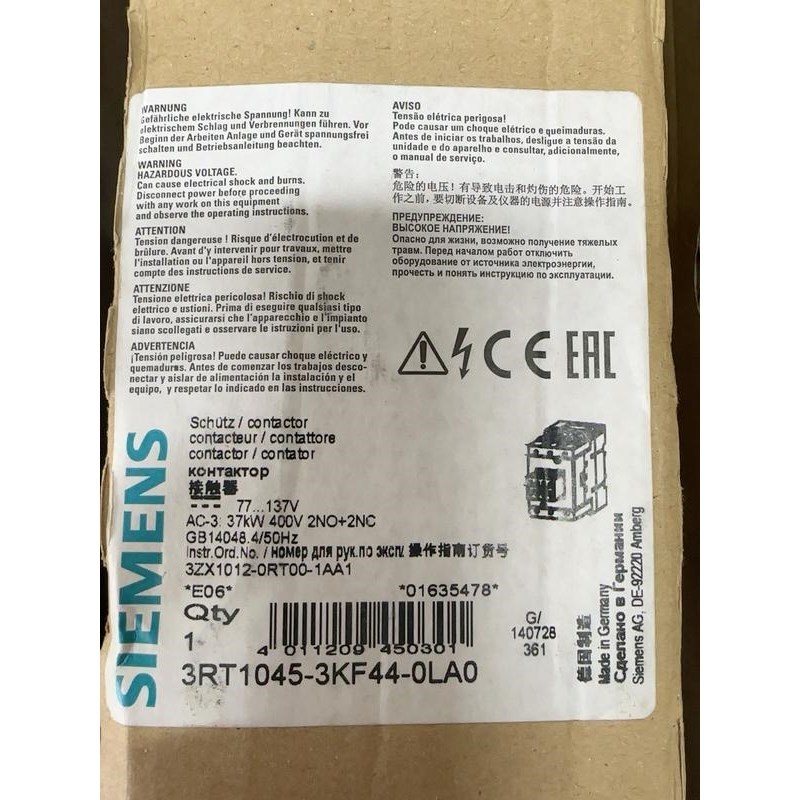 WARNUNG
Gefährliche elektrische Spannung! Kann zu
elektrischem Schlag und Verbrennungen führen. Vor
Beginn der Arbeiten Anlage und Gerät spannungsfrei
schalten und Betriebsanleitung beachten.
WARNING
HAZARDOUS VOLTAGE.
Can cause electrical shock and burns.
Disconnect power before proceeding
with any work on this equipment
and observe the operating instructions.
ATTENTION
Tension dangereuse ! Risque d'électrocution et de
brûlure. Avant d'y intervenir pour travaux, mettre
l'installation ou l'appareil hors tension, et tenir
compte des instructions de service.
ATTENZIONE
Tensione elettrica pericolosa! Rischio di shock
elettrico e ustioni. Prima di eseguire qualsiasi tipo
di lavoro, assicurarsi che l'apparecchio e l'impianto
siano scollegati e osservare le istruzioni per l'uso.
ADVERTENCIA
¡Tensión peligrosa! Puede causar choque eléctrico y
quemaduras. Antes de comenzar los trabajos desco-
nectar y aislar de alimentación la instalación y el
equipo, y respetar lo indicado en las instrucciones.
AVISO
Tensão elétrica perigosa!
Pode causar um choque elétrico e queimaduras.
Antes de iniciar os trabalhos, desligue a tensão da
unidade e do aparelho e consultar, adicionalmente,
o manual de serviço.
警告:
危险的电压! 有导致电击和灼伤的危险。开始工
作之前, 要切断设备及仪器的电源并注意操作指南。
ПРЕДУПРЕЖДЕНИЕ:
ВЫСОКОЕ НАПРЯЖЕНИЕ!
Опасно для жизни, возможно получение тяжелых
травм. Перед началом работ отключить
оборудование от источника электроэнергии,
прочесть и понять инструкцию по эксплуатации.
CE EAC
SIEMENS
Schütz / contactor
contacteur / contattore
contactor / contator
контактор
接触器
77...137V
AC-3: 37kW 400V 2NO+2NC
GB14048.4/50Hz
Instr.Ord.No. / номер для рук.по экспл. 操作指南订货号
3ZX1012-0RT00-1AA1
*E06* *01635478*
Qty
1
4 011209 450301
G/
140728
361
3RT1045-3KF44-0LA0
德国制造
Made in Germany
Сделано в Германии
Siemens AG, DE-92220 Amberg